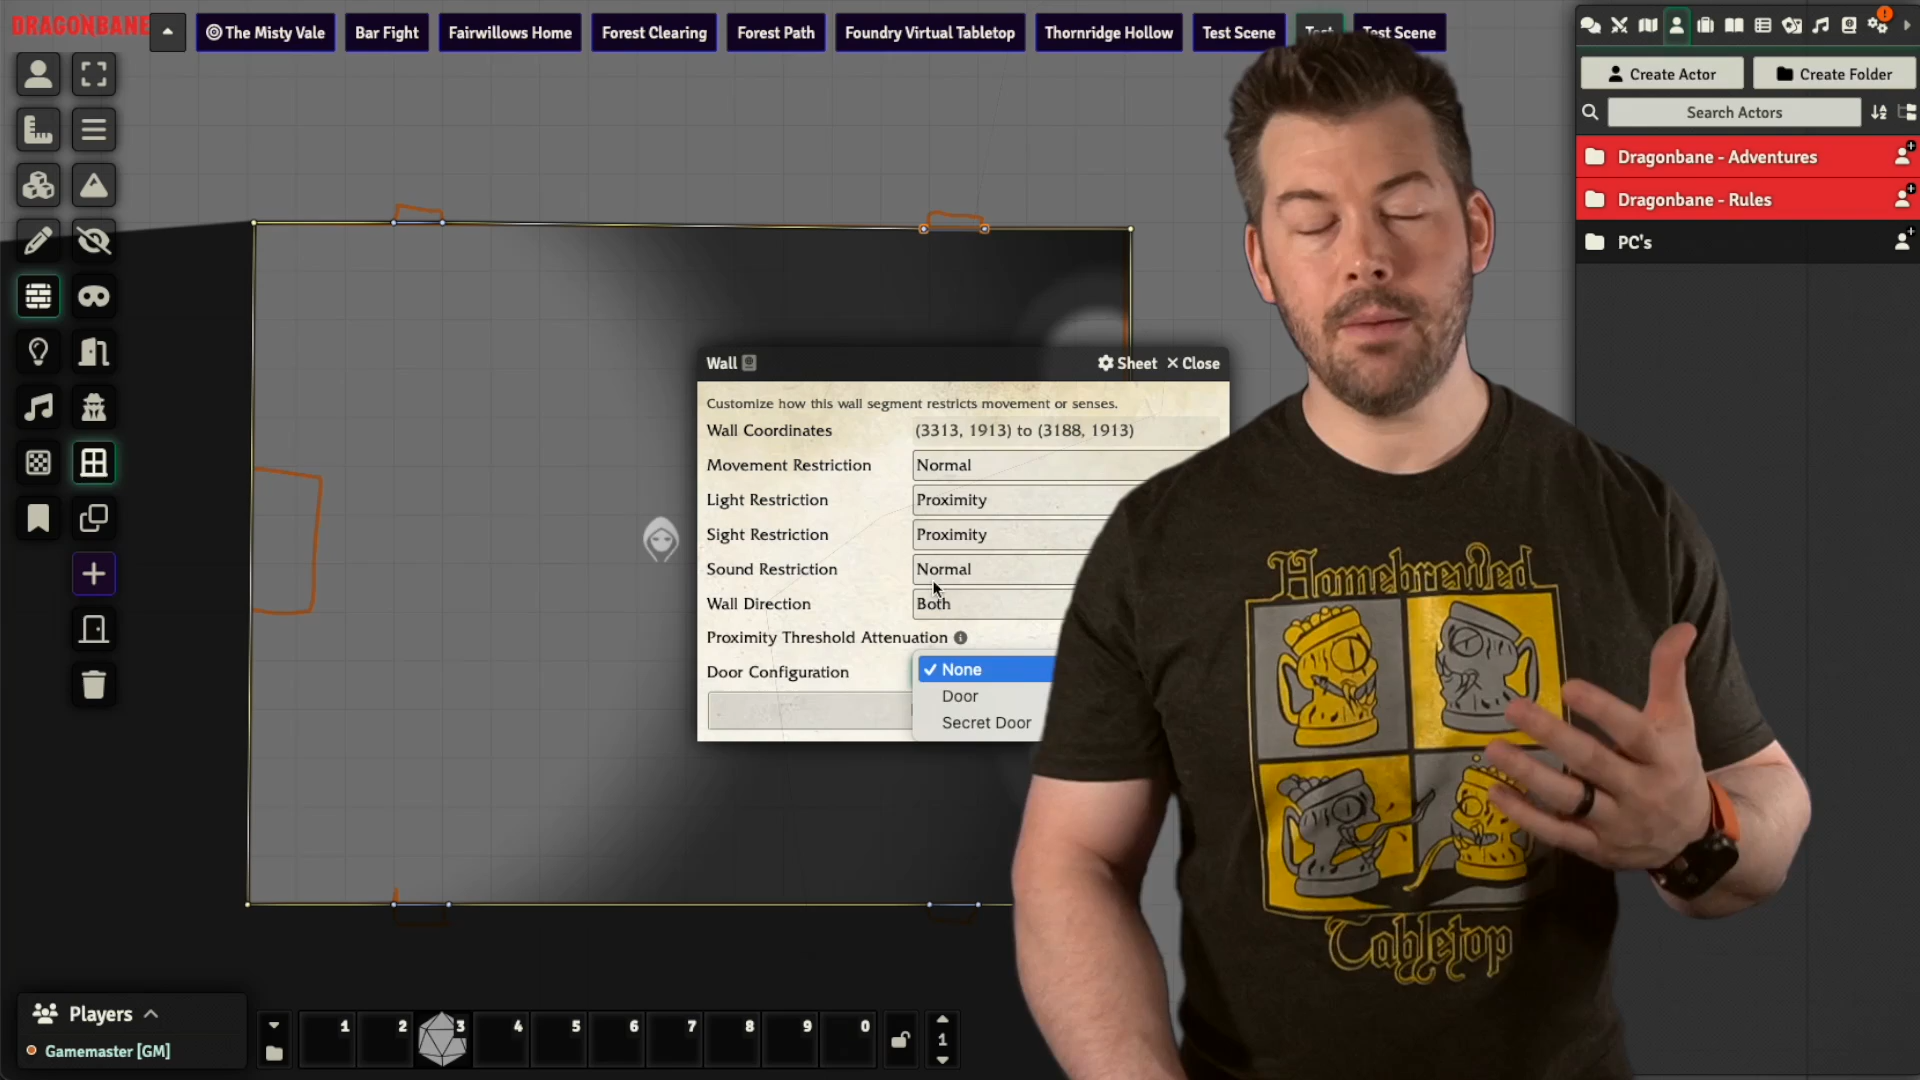 DRAGONBANE
The Misty Vale
Bar Fight
Fairwillows Home
Forest Clearing
Forest Path
Foundry Virtual Tabletop
Thornridge Hollow
Test Scene
Test
Test Scene
Create Actor
Create Folder
Search Actors
Dragonbane - Adventures
Dragonbane - Rules
PC's
Wall
Sheet
Close
Customize how this wall segment restricts movement or senses.
Wall Coordinates
(3313, 1913) to (3188, 1913)
Movement Restriction
Normal
Light Restriction
Proximity
Sight Restriction
Proximity
Sound Restriction
Normal
Wall Direction
Both
Proximity Threshold Attenuation
Door Configuration
None
Door
Secret Door
Homebrewed
Tabletop
Players
Gamemaster [GM]
1
2
3
4
5
6
7
8
9
0
1